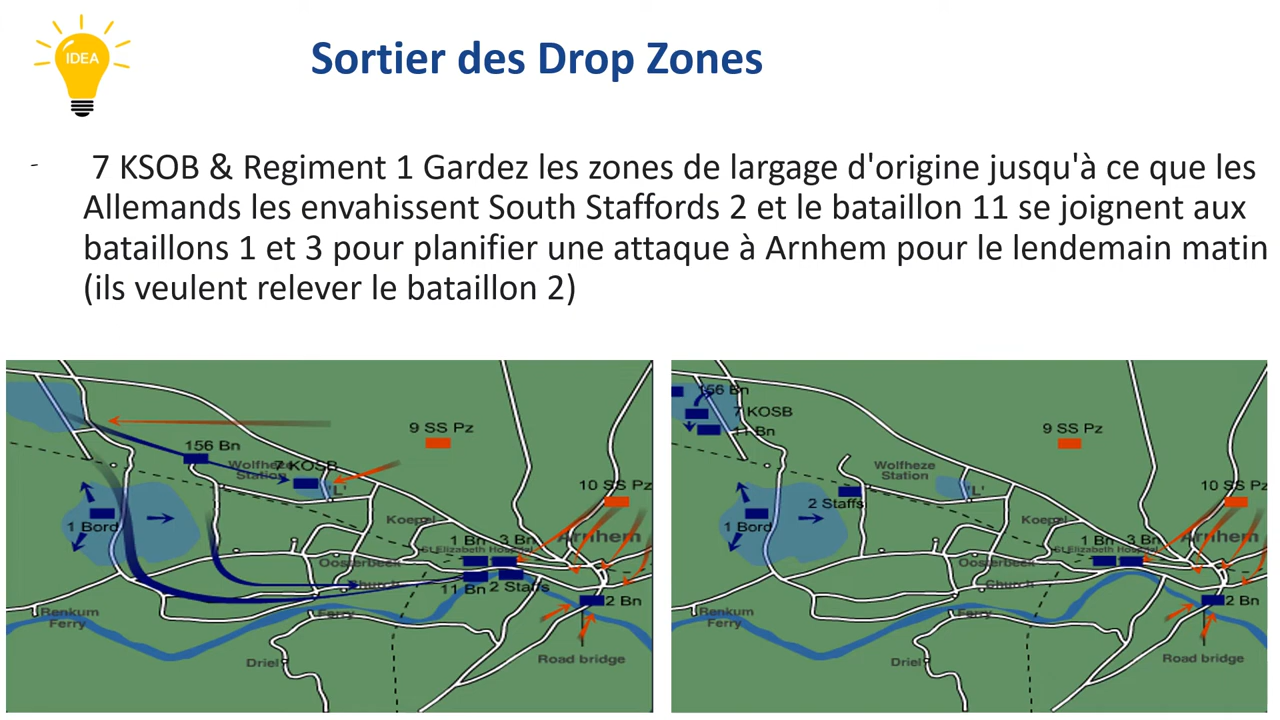 IDEA
Sortier des Drop Zones
- 7 KSOB & Regiment 1 Gardez les zones de largage d'origine jusqu'à ce que les
Allemands les envahissent South Staffords 2 et le bataillon 11 se joignent aux
bataillons 1 et 3 pour planifier une attaque à Arnhem pour le lendemain matin
(ils veulent relever le bataillon 2)
9 SS Pz
156 Bn
Wolfheze
Station
7 KOSB
'L'
10 SS Pz
1 Bord
Koepel
1 Bn
3 Bn
Arnhem
St Elizabeth Hospital
Oosterbeek
Church
11 Bn
2 Staffs
Renkum
Ferry
Ferry
2 Bn
Driel
Road bridge
156 Bn
7 KOSB
11 Bn
9 SS Pz
Wolfheze
Station
'L'
10 SS Pz
2 Staffs
1 Bord
Koepel
1 Bn
3 Bn
Arnhem
St Elizabeth Hospital
Oosterbeek
Church
Renkum
Ferry
Ferry
2 Bn
Driel
Road bridge